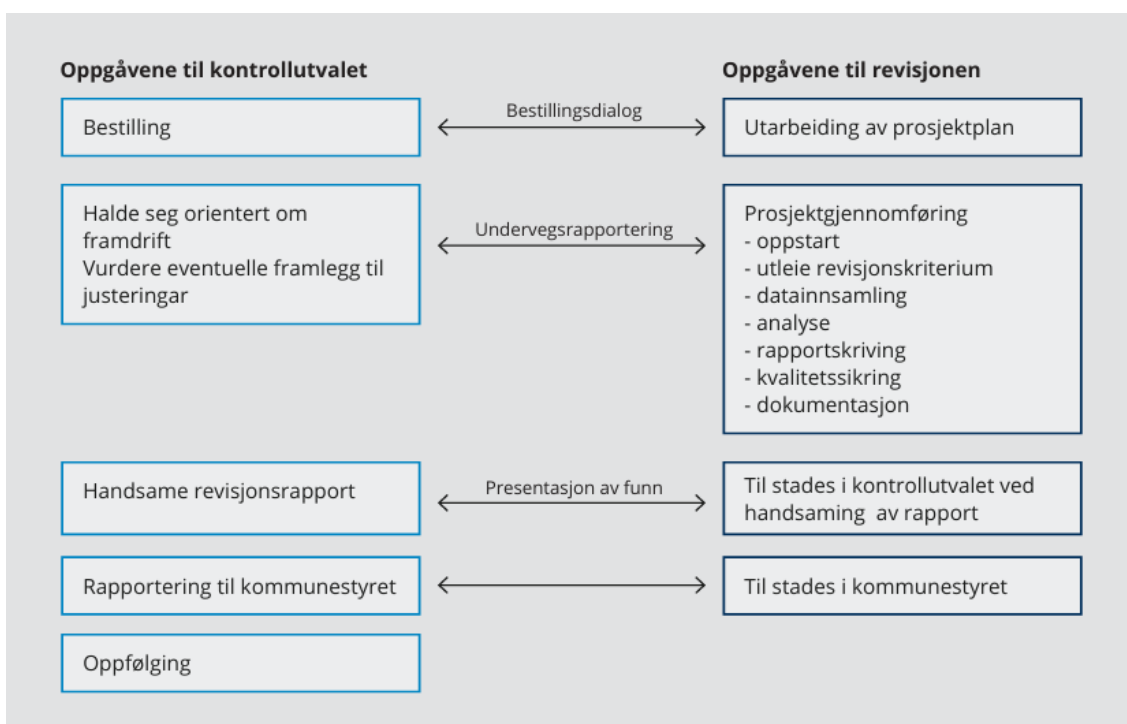 Oppgåvene til kontrollutvalet
Oppgåvene til revisjonen
Bestilling
Bestillingsdialog
Utarbeiding av prosjektplan
Halde seg orientert om
framdrift
Vurdere eventuelle framlegg til
justeringar
Undervegsrapportering
Prosjektgjennomføring
- oppstart
- utleie revisjonskriterium
- datainnsamling
- analyse
- rapportskriving
- kvalitetssikring
- dokumentasjon
Handsame revisjonsrapport
Presentasjon av funn
Til stades i kontrollutvalet ved
handsaming av rapport
Rapportering til kommunestyret
Til stades i kommunestyret
Oppfølging